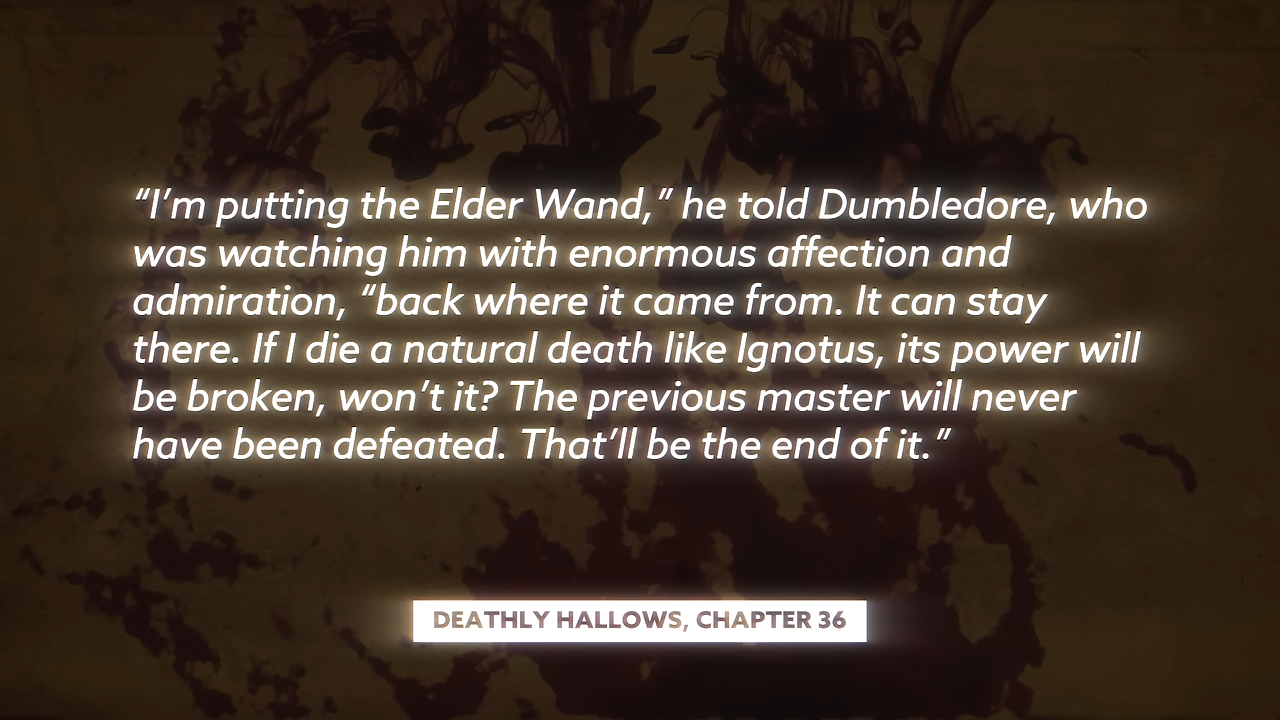 “I’m putting the Elder Wand,” he told Dumbledore, who
was watching him with enormous affection and
admiration, “back where it came from. It can stay
there. If I die a natural death like Ignotus, its power will
be broken, won’t it? The previous master will never
have been defeated. That’ll be the end of it.”
DEATHLY HALLOWS, CHAPTER 36